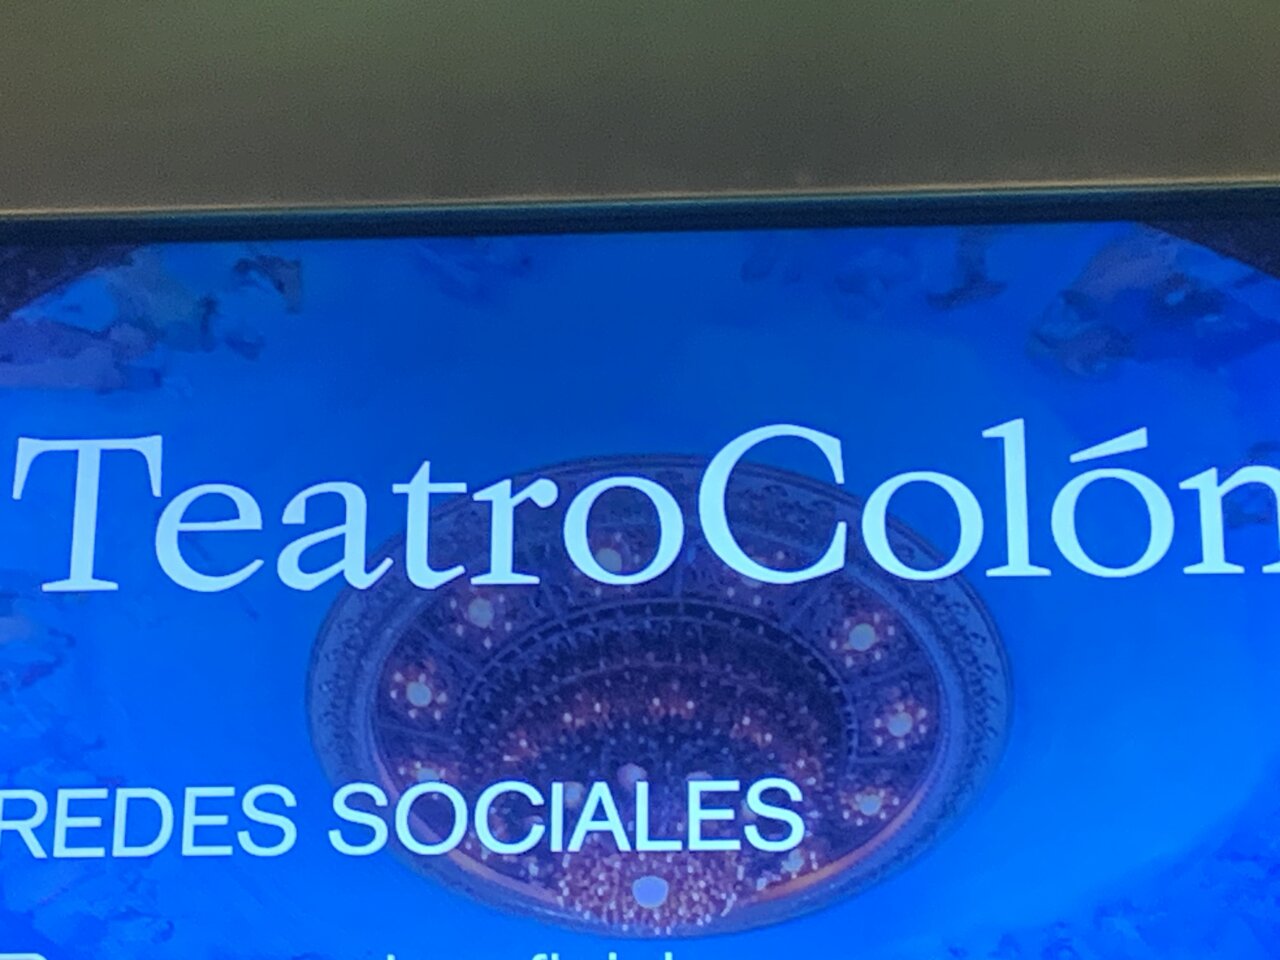 TeatroColón
REDES SOCIALES